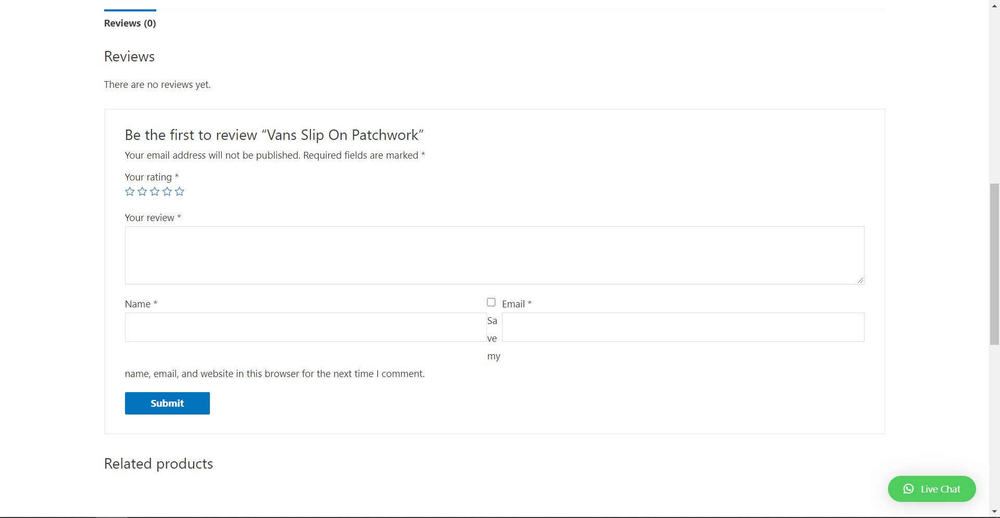 Reviews (0)
Reviews
There are no reviews yet.
Be the first to review “Vans Slip On Patchwork”
Your email address will not be published. Required fields are marked *
Your rating *
Your review *
Name *
Email *
Sa
ve
my
name, email, and website in this browser for the next time I comment.
Submit
Related products
Live Chat